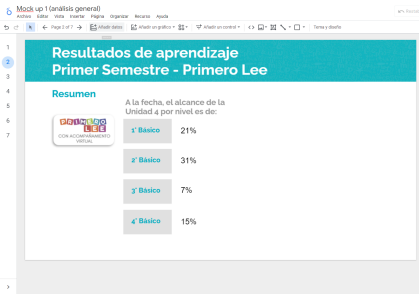 Mock up 1 (análisis general)
Archivo Editar Vista Insertar Página Organizar Recursos Ayuda
Page 2 of 7 Añadir datos Añadir un gráfico Añadir un control Tema y diseño
1
2
3
4
5
6
7
Resultados de aprendizaje
Primer Semestre - Primero Lee
Resumen
A la fecha, el alcance de la
Unidad 4 por nivel es de:
PRIMERO
LEE
CON ACOMPAÑAMIENTO
VIRTUAL
1° Básico 21%
2° Básico 31%
3° Básico 7%
4° Básico 15%